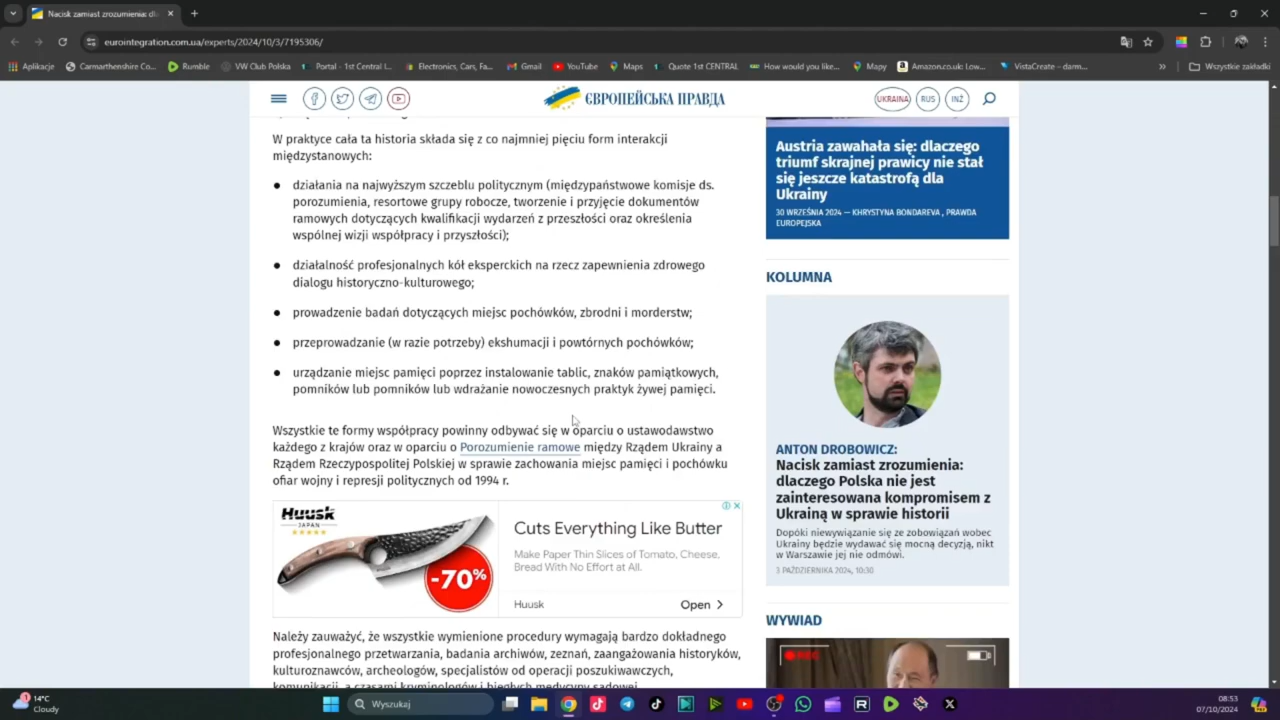 Nacisk zamiast zrozumienia: dla
eurointegration.com.ua/experts/2024/10/3/7195306/
Aplikacje
Carmarthenshire Co...
Rumble
VW Club Polska
Portal - 1st Central I...
Electronics, Cars, Fa...
Gmail
YouTube
Maps
Quote 1st CENTRAL
How would you like...
Mapy
Amazon.co.uk: Low...
VistaCreate – darm...
Wszystkie zakładki
ЄВРОПЕЙСЬКА ПРАВДА
UKRAINA
RUS
INŻ
W praktyce cała ta historia składa się z co najmniej pięciu form interakcji
międzystanowych:
działania na najwyższym szczeblu politycznym (międzypaństwowe komisje ds.
porozumienia, resortowe grupy robocze, tworzenie i przyjęcie dokumentów
ramowych dotyczących kwalifikacji wydarzeń z przeszłości oraz określenia
wspólnej wizji współpracy i przyszłości);
działalność profesjonalnych kół eksperckich na rzecz zapewnienia zdrowego
dialogu historyczno-kulturowego;
prowadzenie badań dotyczących miejsc pochówków, zbrodni i morderstw;
przeprowadzanie (w razie potrzeby) ekshumacji i powtórnych pochówków;
urządzanie miejsc pamięci poprzez instalowanie tablic, znaków pamiątkowych,
pomników lub pomników lub wdrażanie nowoczesnych praktyk żywej pamięci.
Wszystkie te formy współpracy powinny odbywać się w oparciu o ustawodawstwo
każdego z krajów oraz w oparciu o Porozumienie ramowe między Rządem Ukrainy a
Rządem Rzeczypospolitej Polskiej w sprawie zachowania miejsc pamięci i pochówku
ofiar wojny i represji politycznych od 1994 r.
Huusk
JAPAN
-70%
Cuts Everything Like Butter
Make Paper Thin Slices of Tomato, Cheese,
Bread With No Effort at All.
Huusk
Open
Należy zauważyć, że wszystkie wymienione procedury wymagają bardzo dokładnego
profesjonalnego przetwarzania, badania archiwów, zeznań, zaangażowania historyków,
kulturoznawców, archeologów, specjalistów od operacji poszukiwawczych,
komunikacji, a czasami kryminologów i biegłych medycyny sądowej.
Austria zawahała się: dlaczego
triumf skrajnej prawicy nie stał
się jeszcze katastrofą dla
Ukrainy
30 WRZEŚNIA 2024 — KHRYSTYNA BONDAREVA , PRAWDA
EUROPEJSKA
KOLUMNA
ANTON DROBOWICZ:
Nacisk zamiast zrozumienia:
dlaczego Polska nie jest
zainteresowana kompromisem z
Ukrainą w sprawie historii
Dopóki niewywiązanie się ze zobowiązań wobec
Ukrainy będzie wydawać się mocną decyzją, nikt
w Warszawie jej nie odmówi.
3 PAŹDZIERNIKA 2024, 10:30
WYWIAD
REC
14°C
Cloudy
Wyszukaj
08:53
07/10/2024